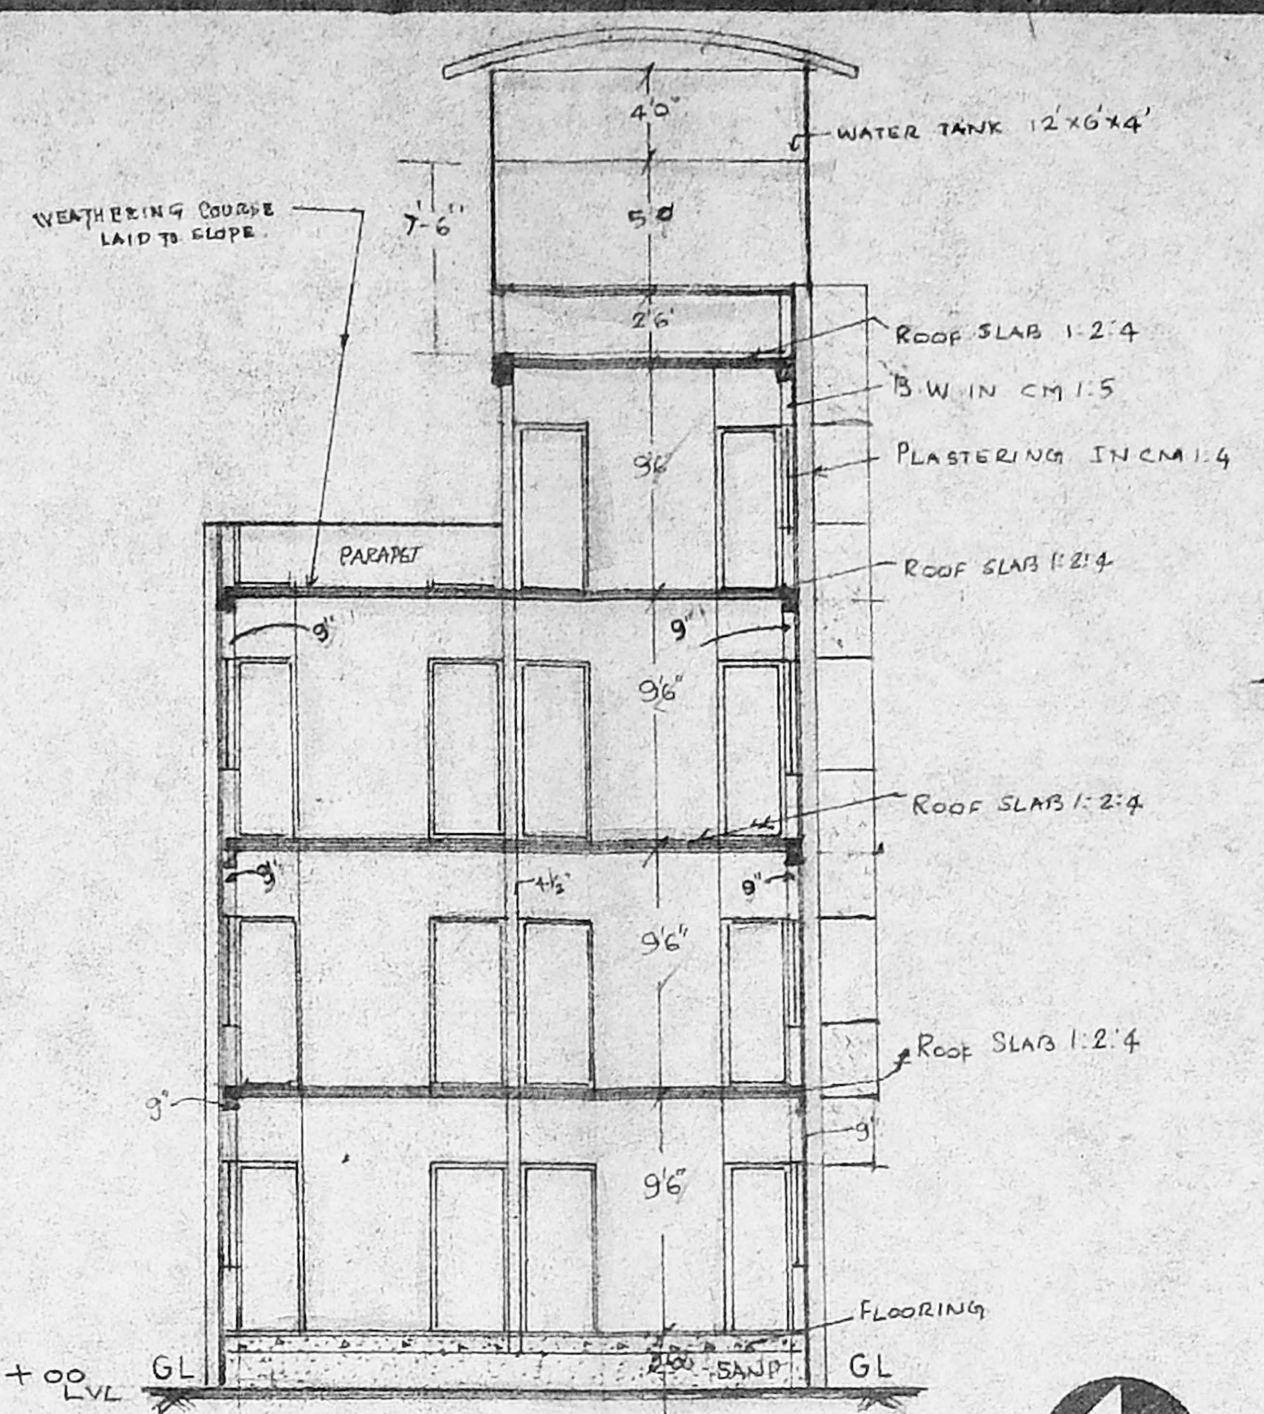 4'0"
WATER TANK 12'X6'X4'
WEATHERING COURSE
LAID TO SLOPE.
7'-6"
5'0
2'6'
ROOF SLAB 1:2:4
B.W IN CM 1:5
PLASTERING IN CM 1:4
9'6"
PARAPET
ROOF SLAB 1:2:4
9"
9"
9'6"
ROOF SLAB 1:2:4
9"
4½"
9"
9'6"
ROOF SLAB 1:2:4
9"
9"
9'6"
FLOORING
SAND
+ 00
LVL
GL
GL